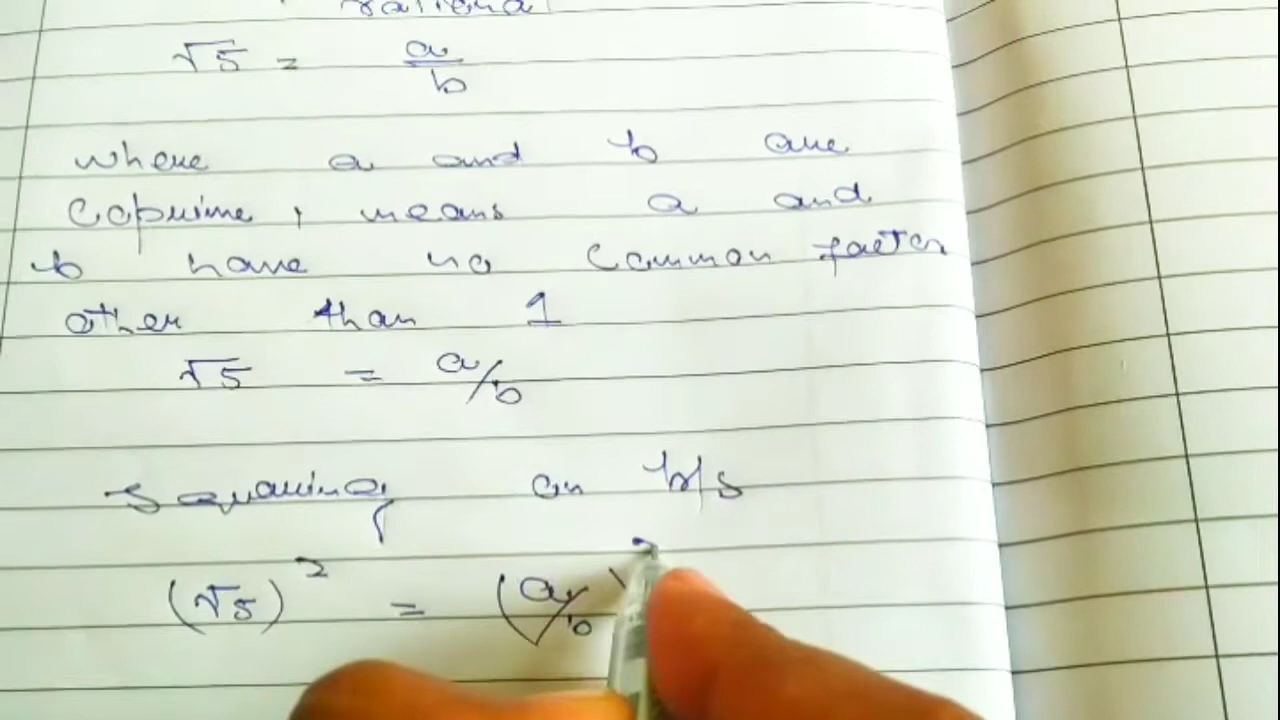 rational
√5 = a/b
where a and b are
Coprime, means a and
b have no Common factor
other than 1
√5 = a/b
Squaring on b/s
(√5)² = (a/b)²